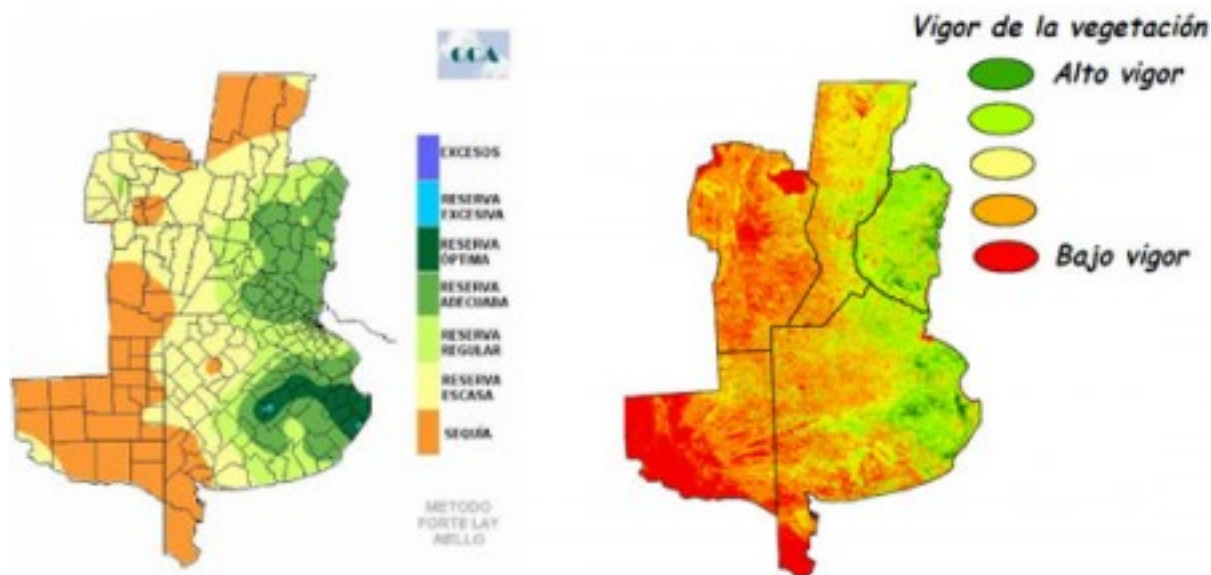 CCA
EXCESOS
RESERVA
EXCESIVA
RESERVA
ÓPTIMA
RESERVA
ADECUADA
RESERVA
REGULAR
RESERVA
ESCASA
SEQUÍA
METODO
FORTE LAY
AIELLO
Vigor de la vegetación
Alto vigor
Bajo vigor